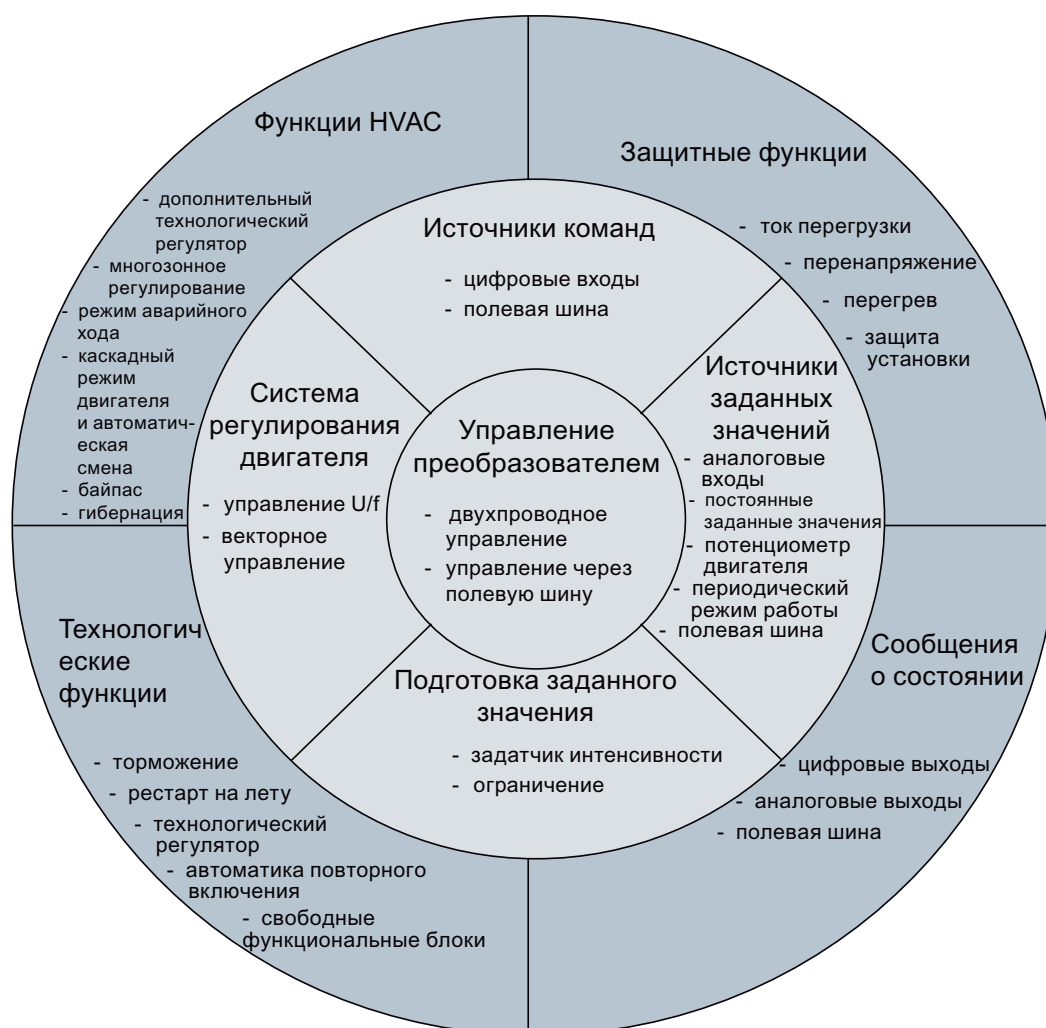 Функции HVAC
- дополнительный
технологический
регулятор
- многозонное
регулирование
- режим аварийного
хода
- каскадный
режим
двигателя
и автоматич-
еская
смена
- байпас
- гибернация
Защитные функции
- ток перегрузки
- перенапряжение
- перегрев
- защита
установки
Источники команд
- цифровые входы
- полевая шина
Система
регулирования
двигателя
- управление U/f
- векторное
управление
Управление
преобразователем
- двухпроводное
управление
- управление через
полевую шину
Источники
заданных
значений
- аналоговые
входы
- постоянные
заданные значения
- потенциометр
двигателя
- периодический
режим работы
- полевая шина
Подготовка заданного
значения
- задатчик интенсивности
- ограничение
Технологич
еские
функции
- торможение
- рестарт на лету
- технологический
регулятор
- автоматика повторного
включения
- свободные
функциональные блоки
Сообщения
о состоянии
- цифровые выходы
- аналоговые выходы
- полевая шина